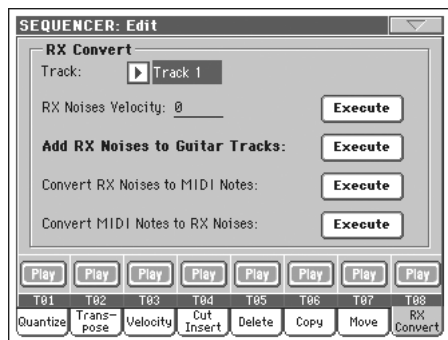 SEQUENCER: Edit
RX Convert
Track: Track 1
RX Noises Velocity: 0 Execute
Add RX Noises to Guitar Tracks: Execute
Convert RX Noises to MIDI Notes: Execute
Convert MIDI Notes to RX Noises: Execute
Play Play Play Play Play Play Play Play
T01 T02 T03 T04 T05 T06 T07 T08
Quantize Trans- Velocity Cut Delete Copy Move RX
pose Insert Convert